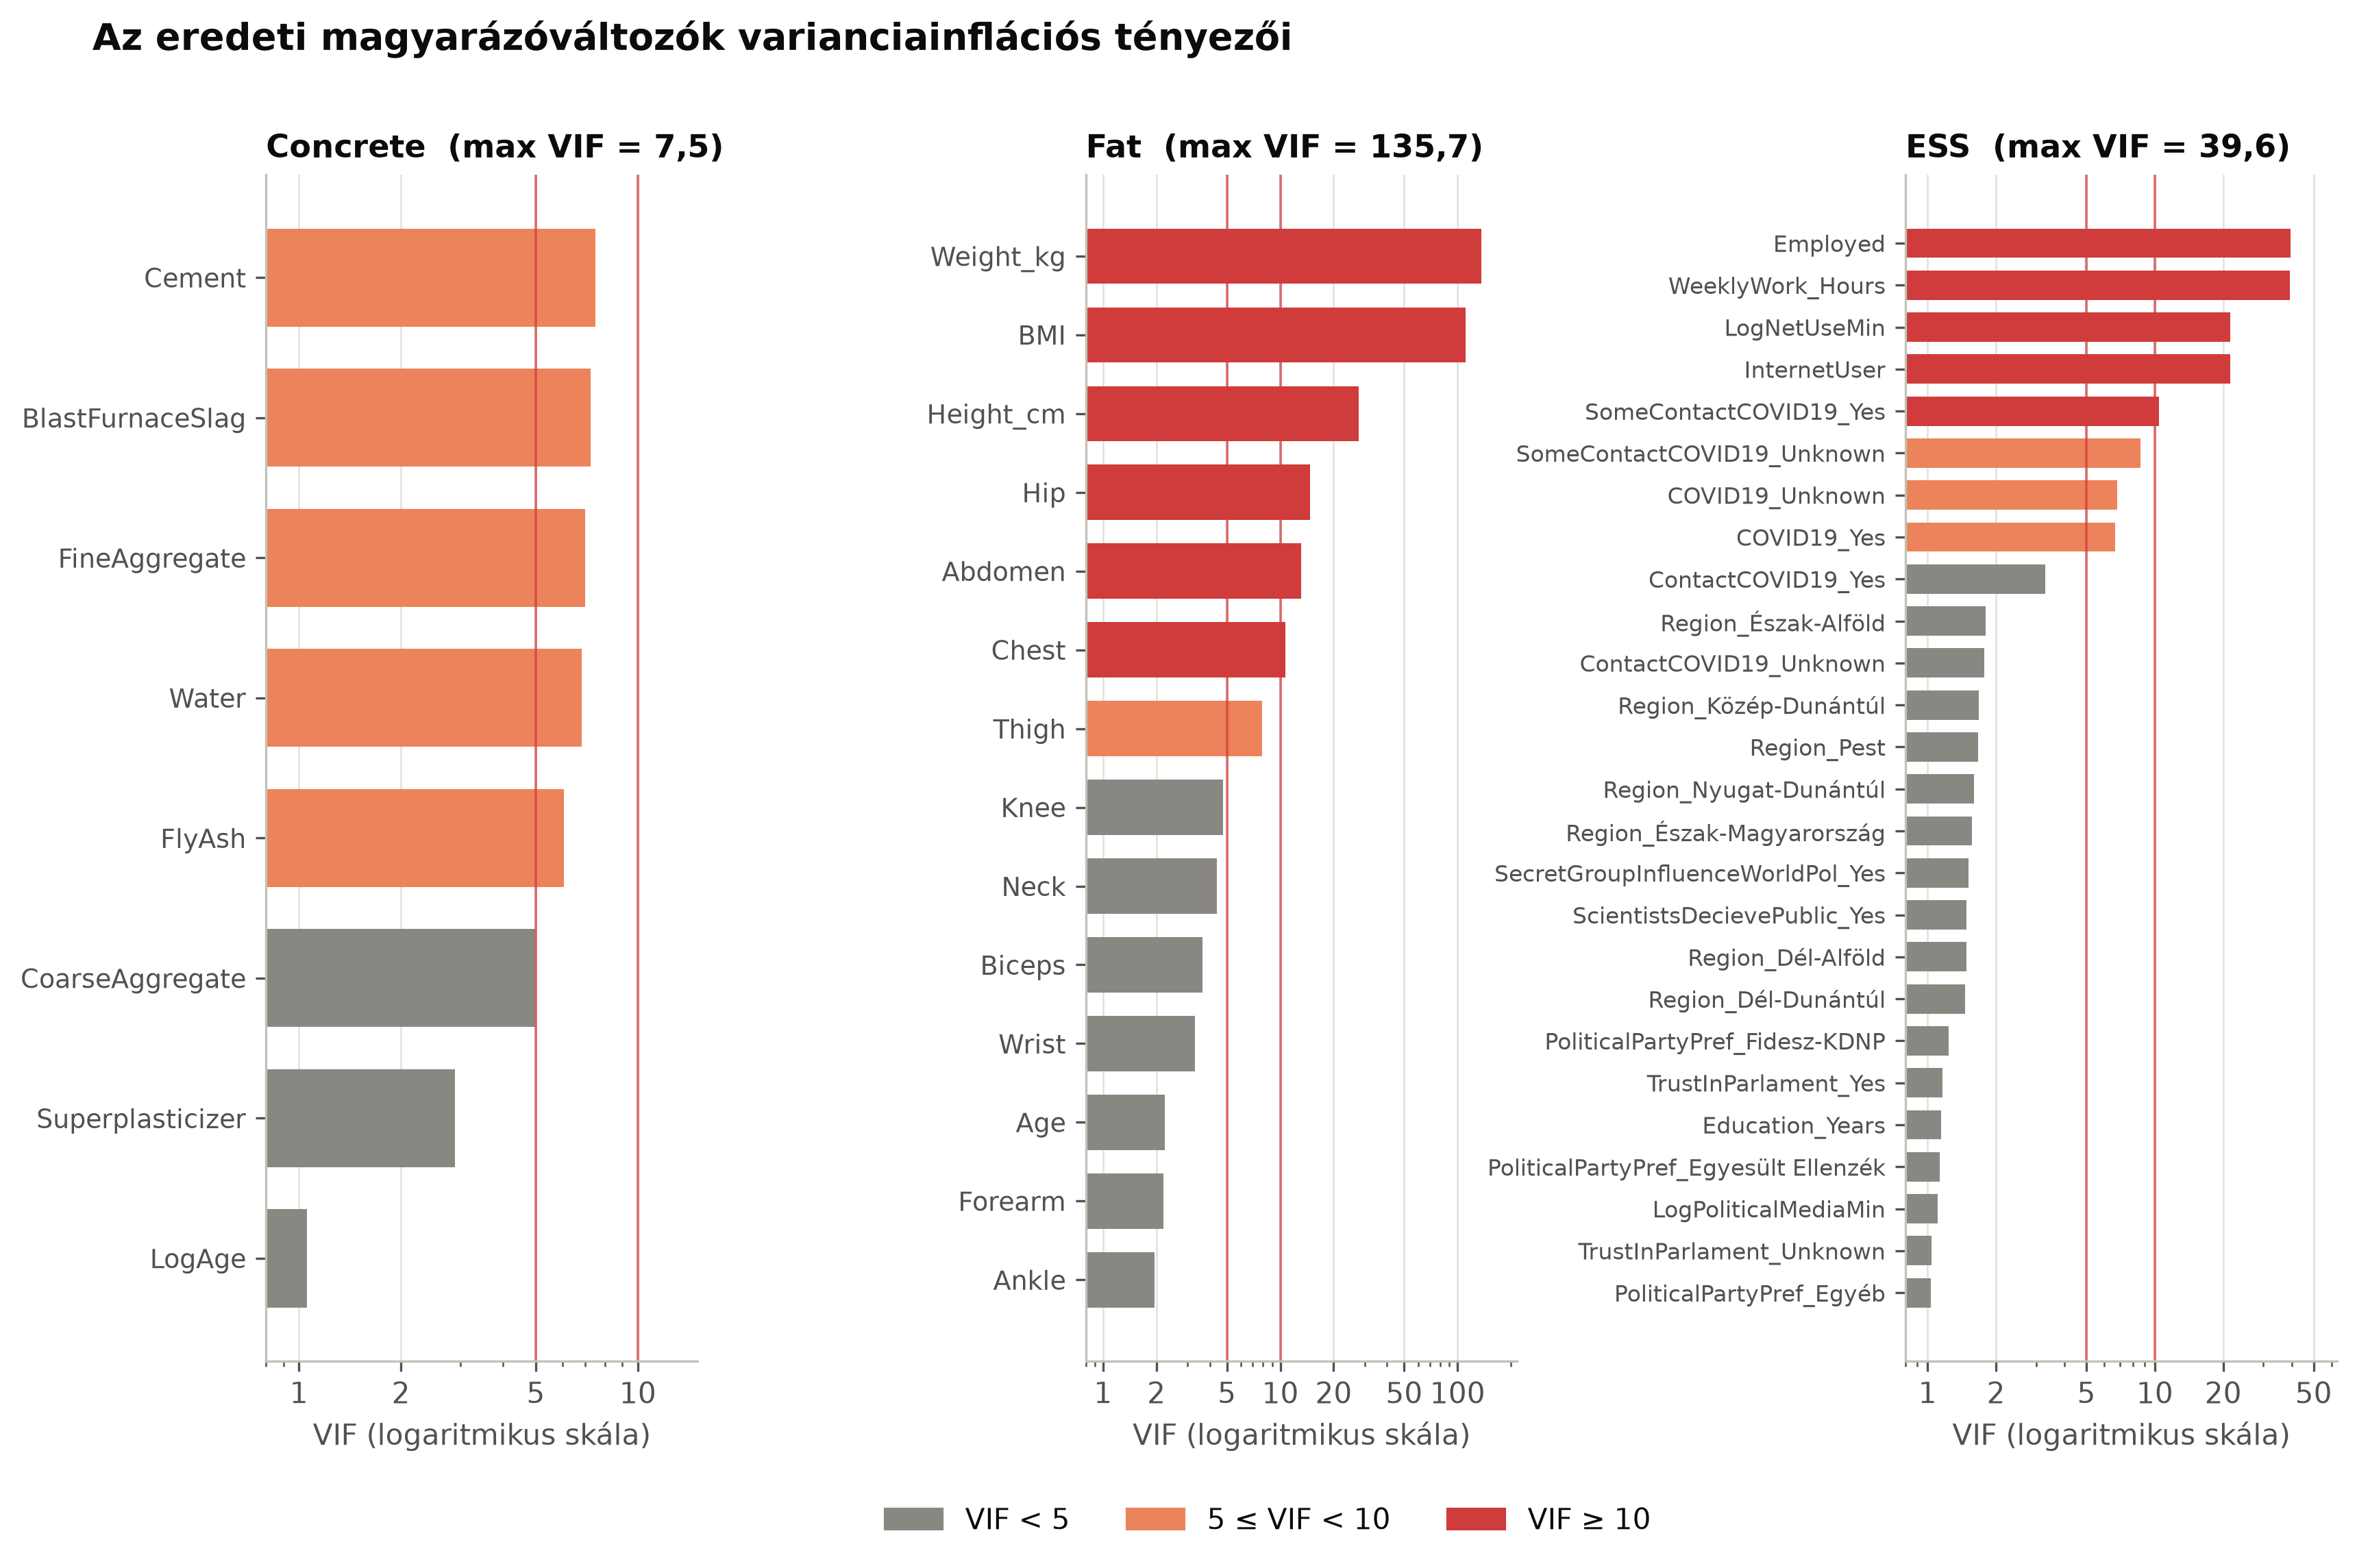 Az eredeti magyarázóváltozók varianciainflációs tényezői
Concrete (max VIF = 7,5)
Cement
BlastFurnaceSlag
FineAggregate
Water
FlyAsh
CoarseAggregate
Superplasticizer
LogAge
1 2 5 10
VIF (logaritmikus skála)
Fat (max VIF = 135,7)
Weight_kg
BMI
Height_cm
Hip
Abdomen
Chest
Thigh
Knee
Neck
Biceps
Wrist
Age
Forearm
Ankle
1 2 5 10 20 50 100
VIF (logaritmikus skála)
ESS (max VIF = 39,6)
Employed
WeeklyWork_Hours
LogNetUseMin
InternetUser
SomeContactCOVID19_Yes
SomeContactCOVID19_Unknown
COVID19_Unknown
COVID19_Yes
ContactCOVID19_Yes
Region_Észak-Alföld
ContactCOVID19_Unknown
Region_Közép-Dunántúl
Region_Pest
Region_Nyugat-Dunántúl
Region_Észak-Magyarország
SecretGroupInfluenceWorldPol_Yes
ScientistsDecievePublic_Yes
Region_Dél-Alföld
Region_Dél-Dunántúl
PoliticalPartyPref_Fidesz-KDNP
TrustInParlament_Yes
Education_Years
PoliticalPartyPref_Egyesült Ellenzék
LogPoliticalMediaMin
TrustInParlament_Unknown
PoliticalPartyPref_Egyéb
1 2 5 10 20 50
VIF (logaritmikus skála)
VIF < 5
5 ≤ VIF < 10
VIF ≥ 10